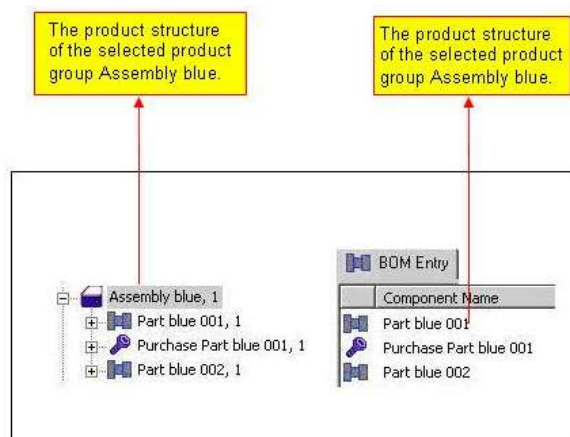 The product structure
of the selected product
group Assembly blue.
The product structure
of the selected product
group Assembly blue.
Assembly blue, 1
Part blue 001, 1
Purchase Part blue 001, 1
Part blue 002, 1
BOM Entry
Component Name
Part blue 001
Purchase Part blue 001
Part blue 002